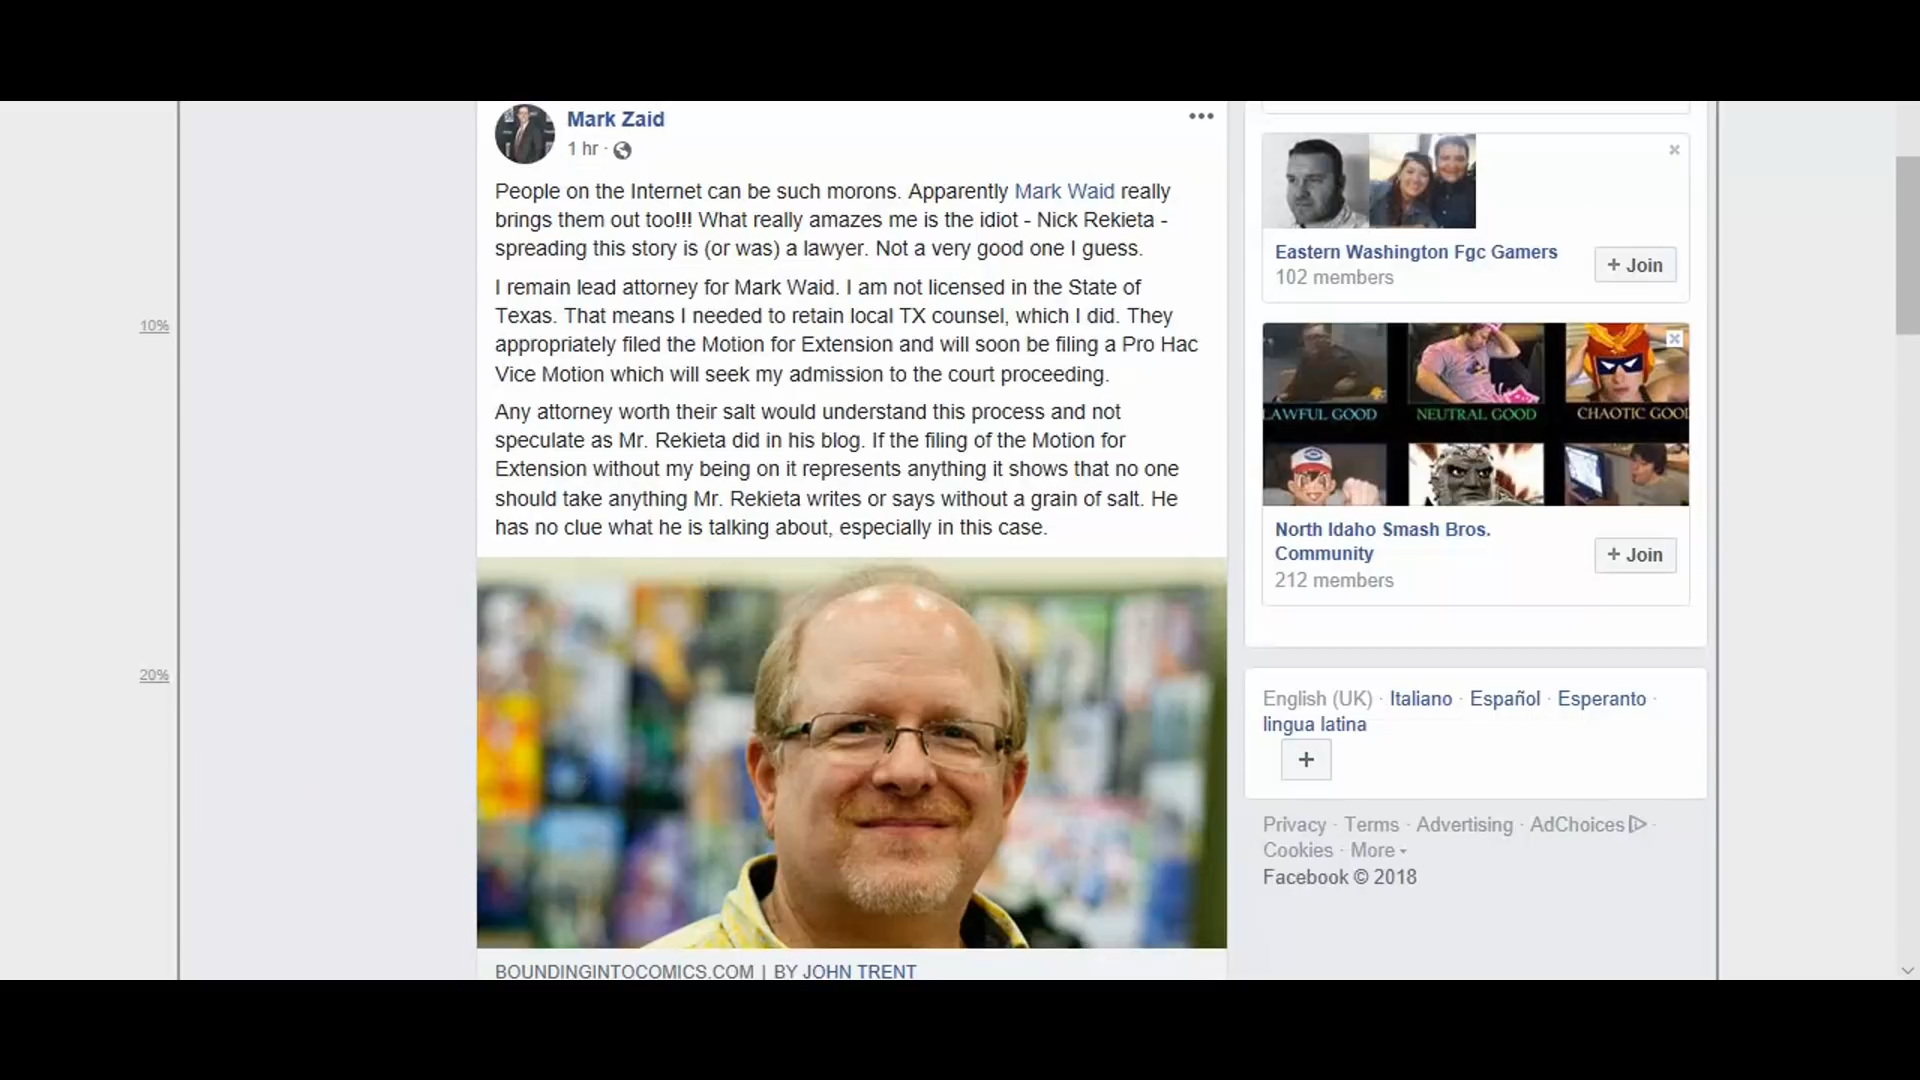 Mark Zaid
1 hr ·
People on the Internet can be such morons. Apparently Mark Waid really
brings them out too!!! What really amazes me is the idiot - Nick Rekieta -
spreading this story is (or was) a lawyer. Not a very good one I guess.
I remain lead attorney for Mark Waid. I am not licensed in the State of
Texas. That means I needed to retain local TX counsel, which I did. They
appropriately filed the Motion for Extension and will soon be filing a Pro Hac
Vice Motion which will seek my admission to the court proceeding.
Any attorney worth their salt would understand this process and not
speculate as Mr. Rekieta did in his blog. If the filing of the Motion for
Extension without my being on it represents anything it shows that no one
should take anything Mr. Rekieta writes or says without a grain of salt. He
has no clue what he is talking about, especially in this case.
BOUNDINGINTOCOMICS.COM | BY JOHN TRENT
10%
20%
Eastern Washington Fgc Gamers
102 members
+ Join
LAWFUL GOOD
NEUTRAL GOOD
CHAOTIC GOOD
North Idaho Smash Bros.
Community
212 members
+ Join
English (UK) · Italiano · Español · Esperanto ·
lingua latina
+
Privacy · Terms · Advertising · AdChoices ·
Cookies · More
Facebook © 2018